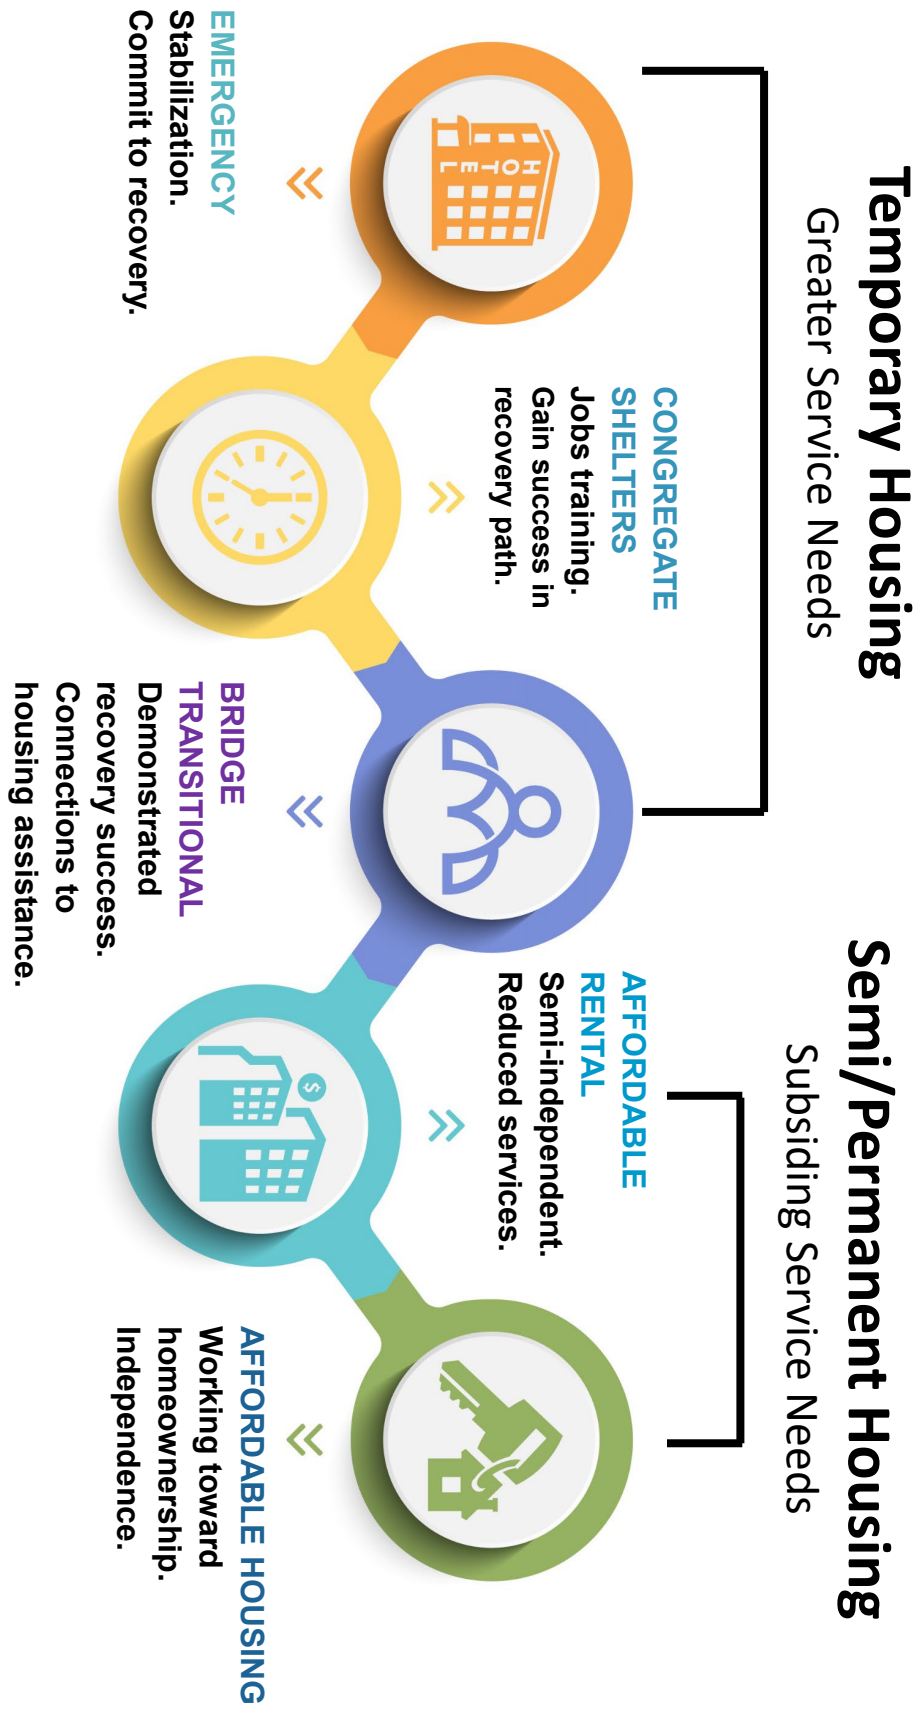 Temporary Housing
Greater Service Needs
Semi/Permanent Housing
Subsiding Service Needs
HOTEL
EMERGENCY
Stabilization.
Commit to recovery.
CONGREGATE
SHELTERS
Jobs training.
Gain success in
recovery path.
BRIDGE
TRANSITIONAL
Demonstrated
recovery success.
Connections to
housing assistance.
AFFORDABLE
RENTAL
Semi-independent.
Reduced services.
$
AFFORDABLE HOUSING
Working toward
homeownership.
Independence.